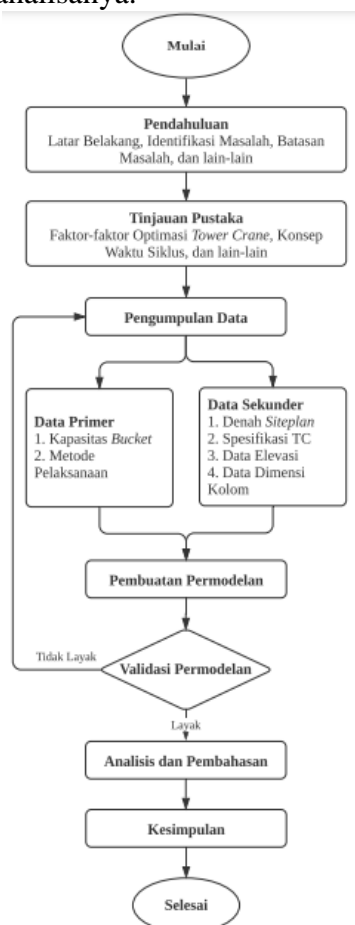 analisanya.
Mulai
Pendahuluan
Latar Belakang, Identifikasi Masalah, Batasan
Masalah, dan lain-lain
Tinjauan Pustaka
Faktor-faktor Optimasi Tower Crane, Konsep
Waktu Siklus, dan lain-lain
Pengumpulan Data
Data Primer
1. Kapasitas Bucket
2. Metode
Pelaksanaan
Data Sekunder
1. Denah Siteplan
2. Spesifikasi TC
3. Data Elevasi
4. Data Dimensi
Kolom
Pembuatan Permodelan
Tidak Layak
Validasi Permodelan
Layak
Analisis dan Pembahasan
Kesimpulan
Selesai